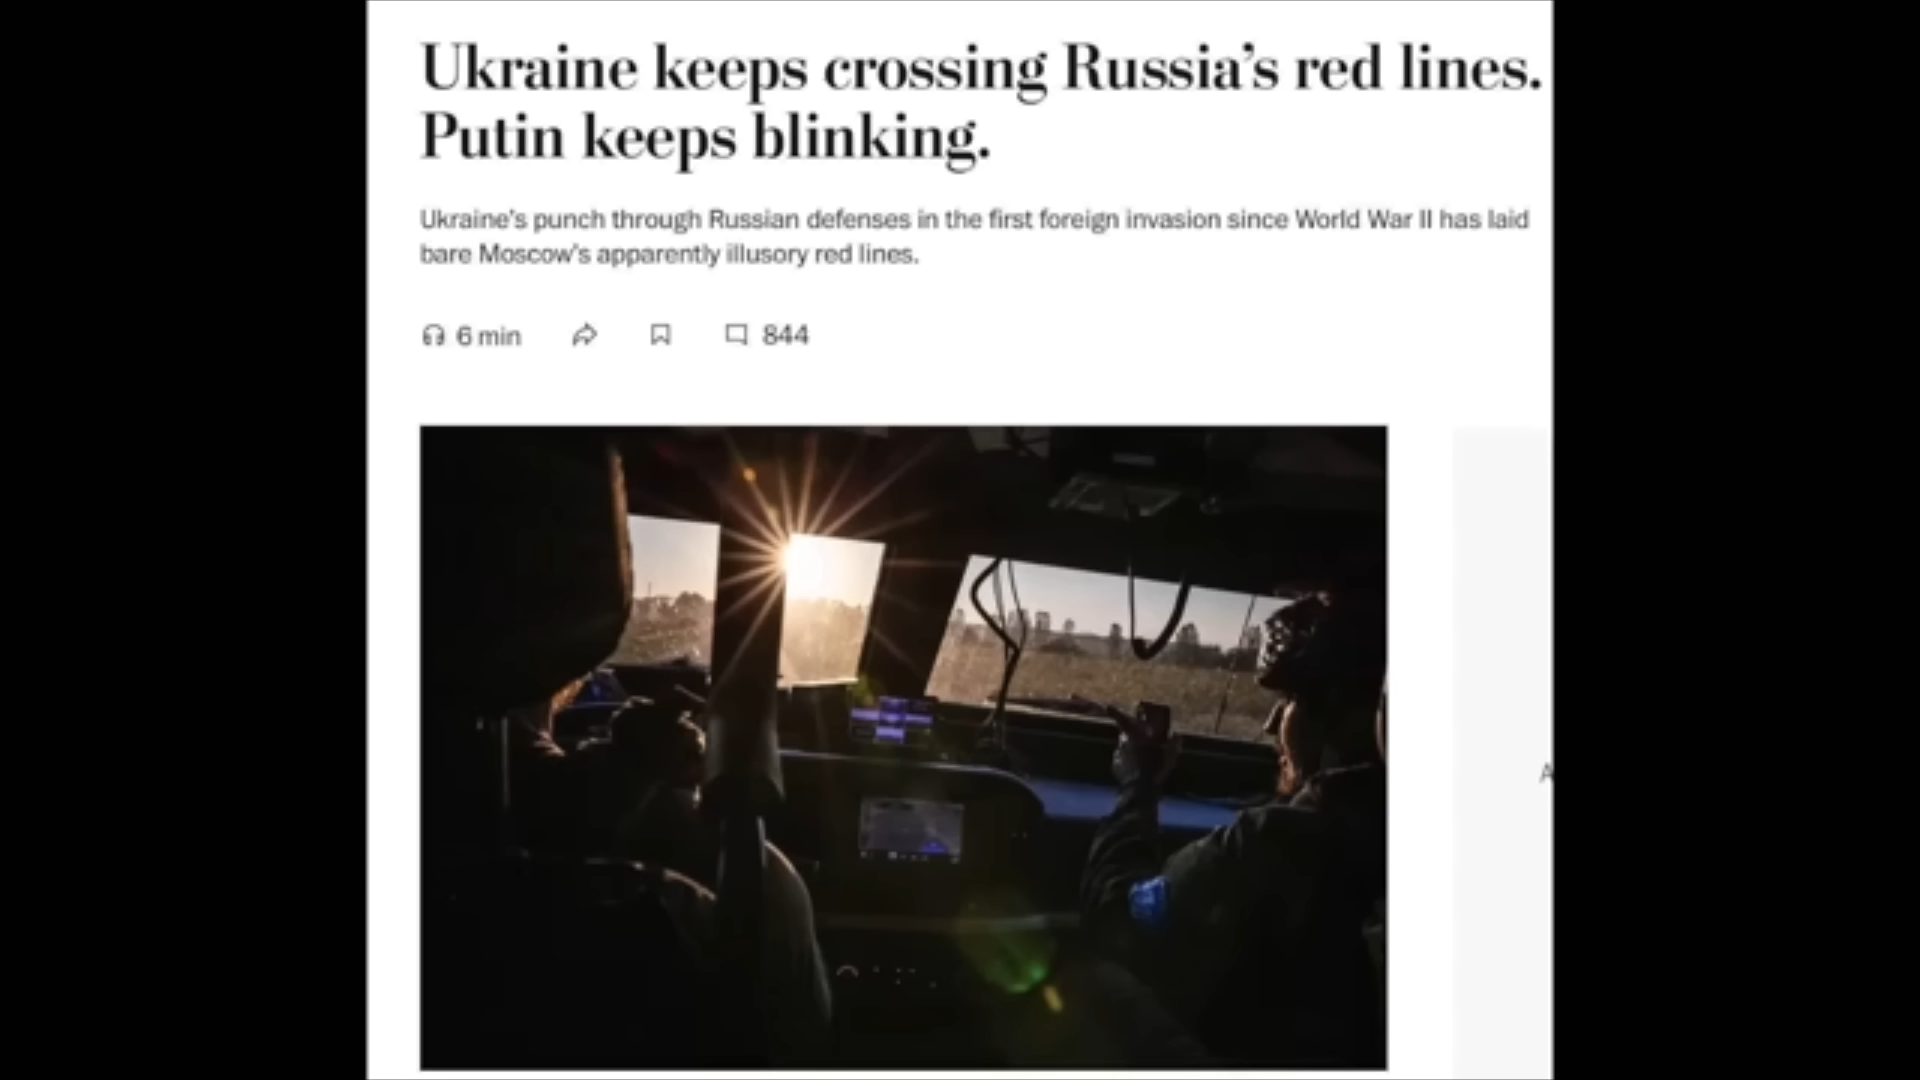 Ukraine keeps crossing Russia’s red lines.
Putin keeps blinking.
Ukraine’s punch through Russian defenses in the first foreign invasion since World War II has laid
bare Moscow’s apparently illusory red lines.
6 min 844
A